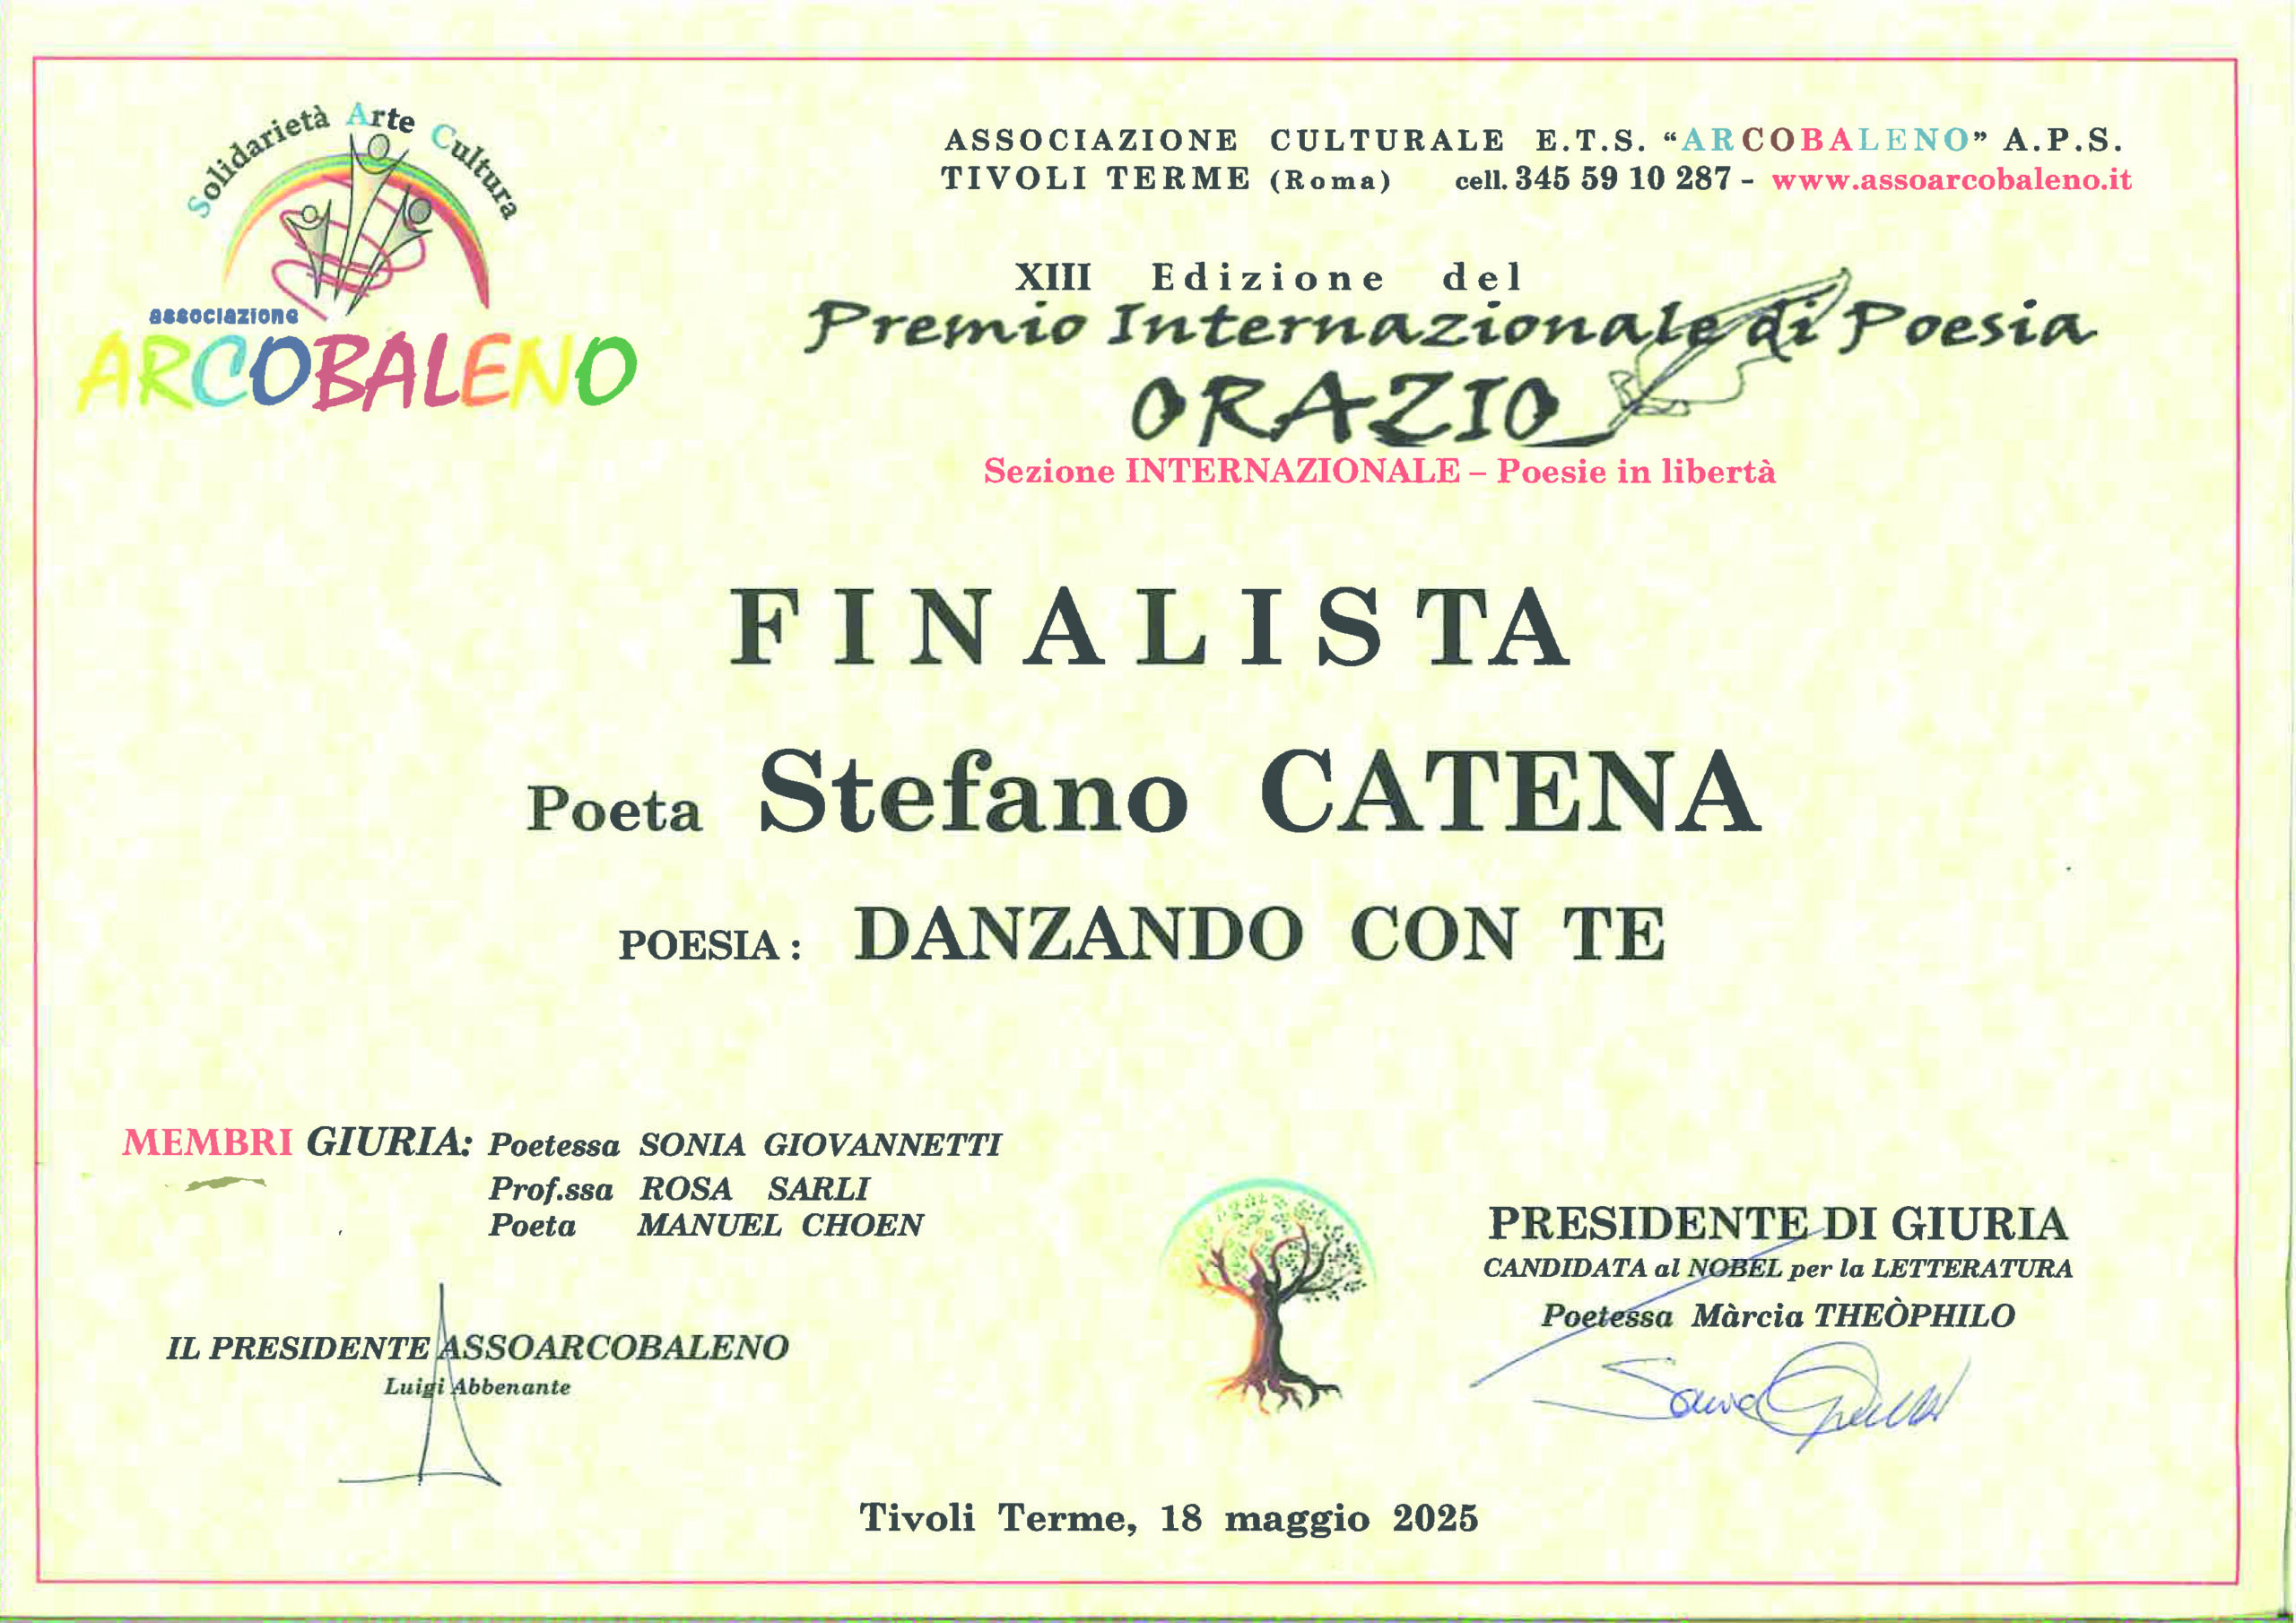 Solidarietà Arte Cultura
associazione
ARCOBALENO
ASSOCIAZIONE CULTURALE E.T.S. “ARCOBALENO” A.P.S.
TIVOLI TERME (Roma) cell. 345 59 10 287 - www.assoarcobaleno.it
XIII Edizione del
Premio Internazionale di Poesia
ORAZIO
Sezione INTERNAZIONALE – Poesie in libertà
FINALISTA
Poeta Stefano CATENA
POESIA : DANZANDO CON TE
MEMBRI GIURIA: Poetessa SONIA GIOVANNETTI
Prof.ssa ROSA SARLI
Poeta MANUEL CHOEN
IL PRESIDENTE ASSOARCOBALENO
Luigi Abbenante
PRESIDENTE DI GIURIA
CANDIDATA al NOBEL per la LETTERATURA
Poetessa Màrcia THEÒPHILO
Tivoli Terme, 18 maggio 2025